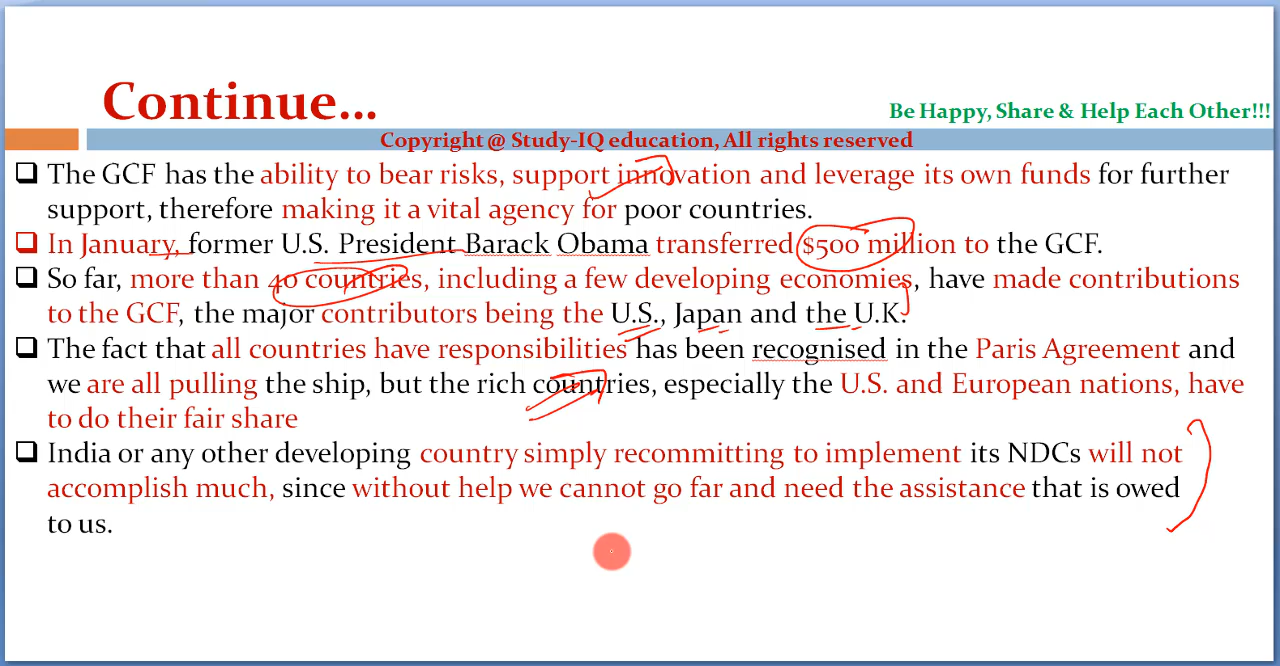 Continue...
Be Happy, Share & Help Each Other!!!
Copyright @ Study-IQ education, All rights reserved
The GCF has the ability to bear risks, support innovation and leverage its own funds for further
support, therefore making it a vital agency for poor countries.
In January, former U.S. President Barack Obama transferred $500 million to the GCF.
So far, more than 40 countries, including a few developing economies, have made contributions
to the GCF, the major contributors being the U.S., Japan and the U.K.
The fact that all countries have responsibilities has been recognised in the Paris Agreement and
we are all pulling the ship, but the rich countries, especially the U.S. and European nations, have
to do their fair share
India or any other developing country simply recommitting to implement its NDCs will not
accomplish much, since without help we cannot go far and need the assistance that is owed
to us.